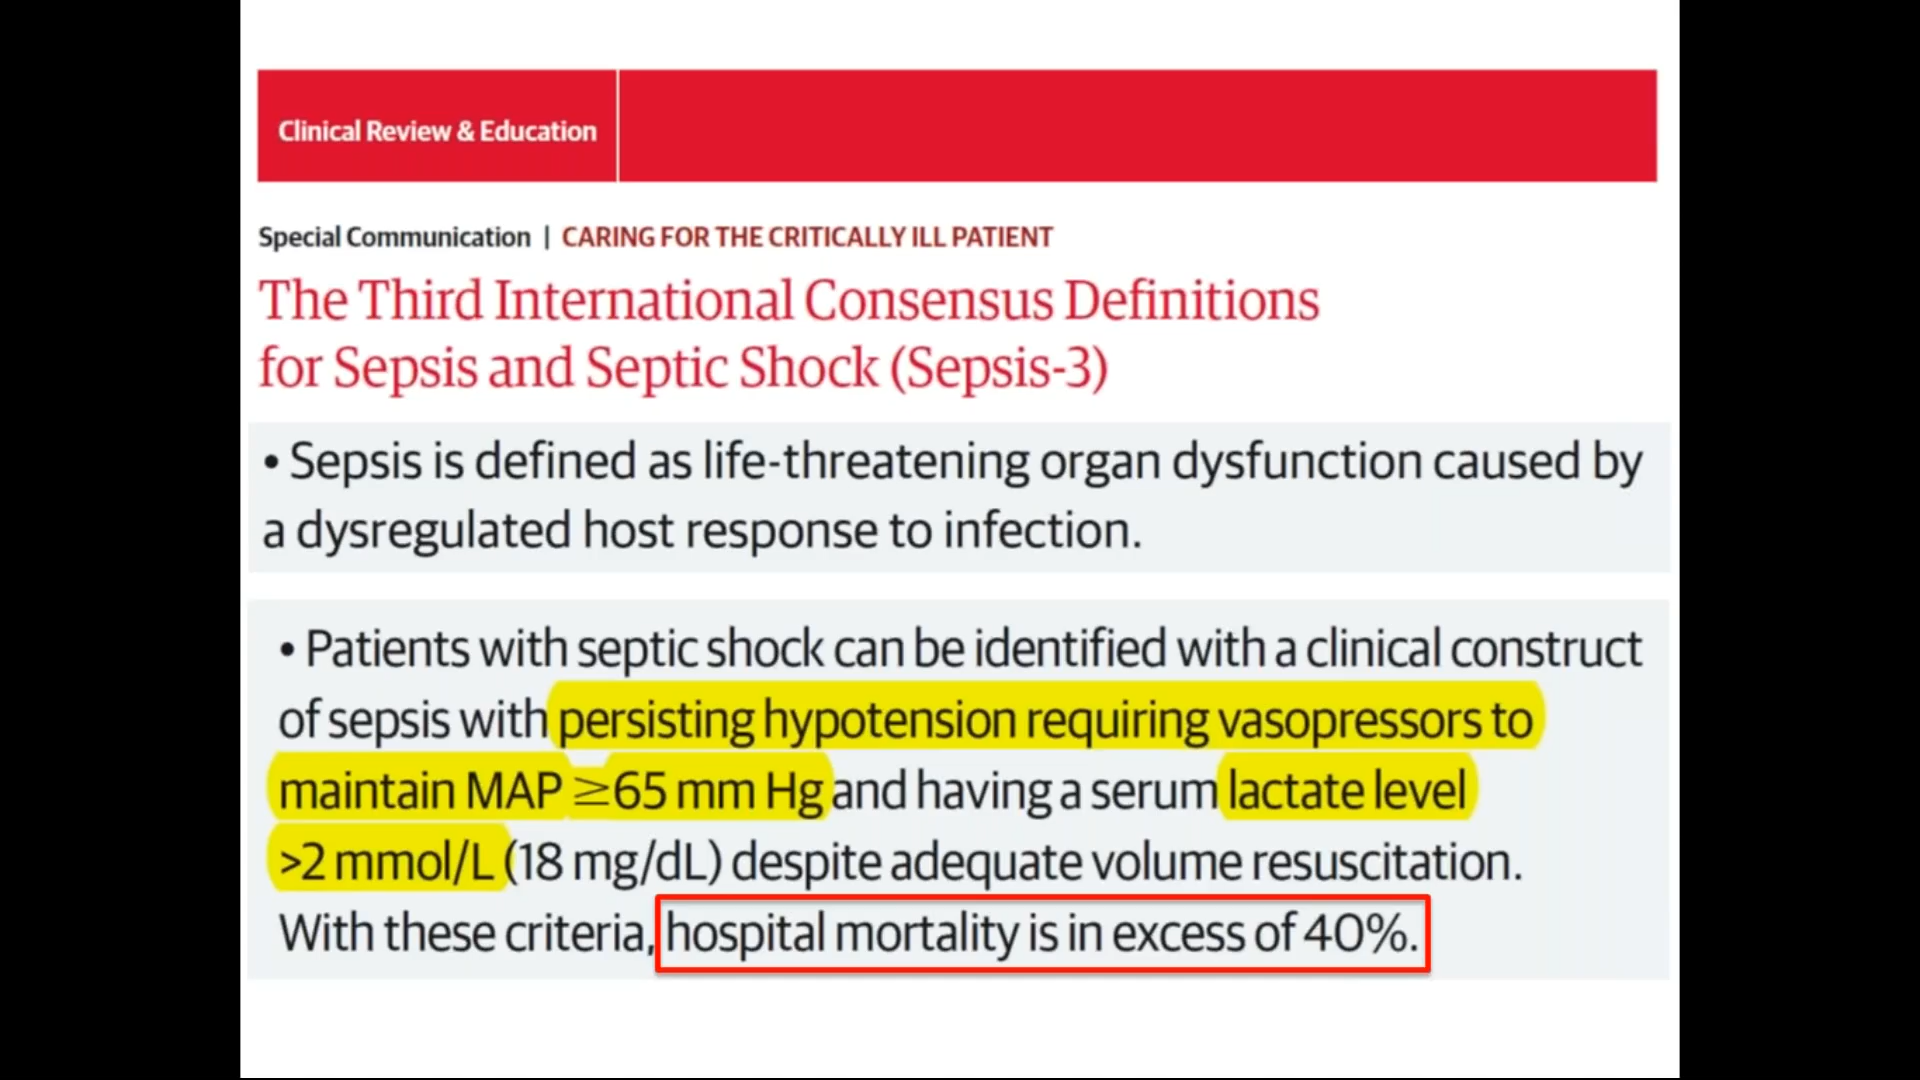 Clinical Review & Education
Special Communication | CARING FOR THE CRITICALLY ILL PATIENT
The Third International Consensus Definitions
for Sepsis and Septic Shock (Sepsis-3)
• Sepsis is defined as life-threatening organ dysfunction caused by
a dysregulated host response to infection.
• Patients with septic shock can be identified with a clinical construct
of sepsis with persisting hypotension requiring vasopressors to
maintain MAP ≥65 mm Hg and having a serum lactate level
>2 mmol/L (18 mg/dL) despite adequate volume resuscitation.
With these criteria, hospital mortality is in excess of 40%.